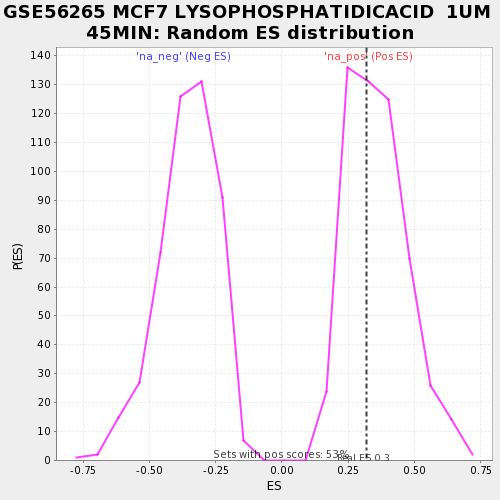 GSE56265 MCF7 LYSOPHOSPHATIDICACID 1UM
45MIN: Random ES distribution
'na_neg' (Neg ES)
'na_pos' (Pos ES)
140
130
120
110
100
90
80
70
60
50
40
30
20
10
0
P(ES)
Sets with pos scores: 53%
Real ES 0.3
-0.75
-0.50
-0.25
0.00
0.25
0.50
0.75
ES